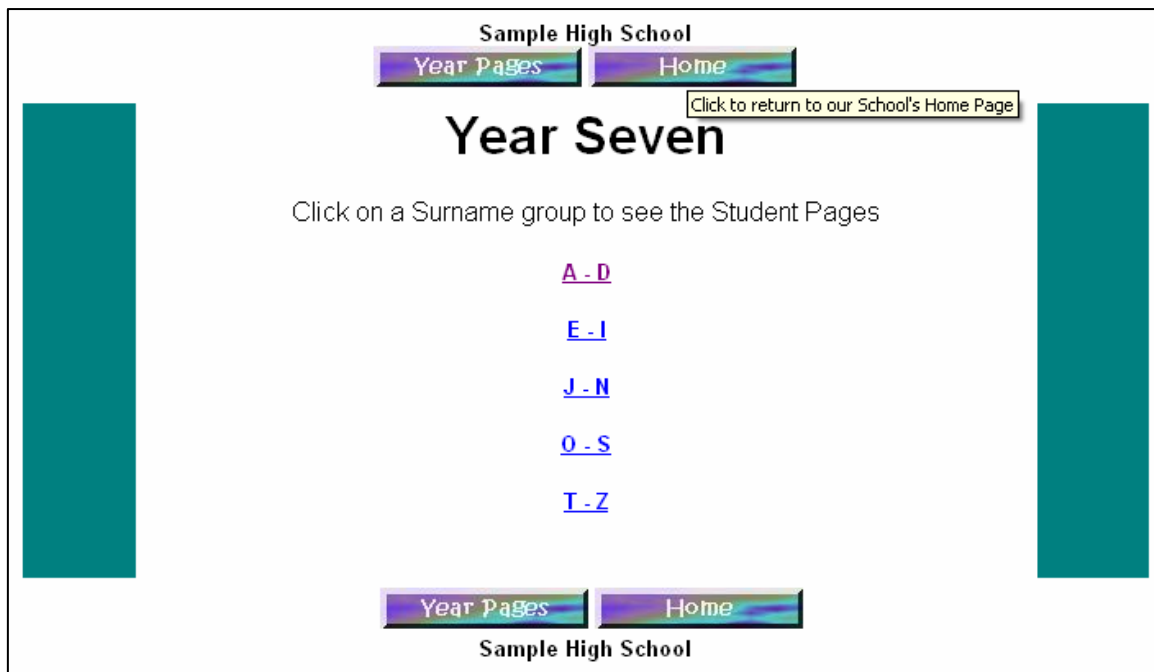 Sample High School
Year Pages Home
Click to return to our School's Home Page
Year Seven
Click on a Surname group to see the Student Pages
A - D
E - I
J - N
O - S
T - Z
Year Pages Home
Sample High School